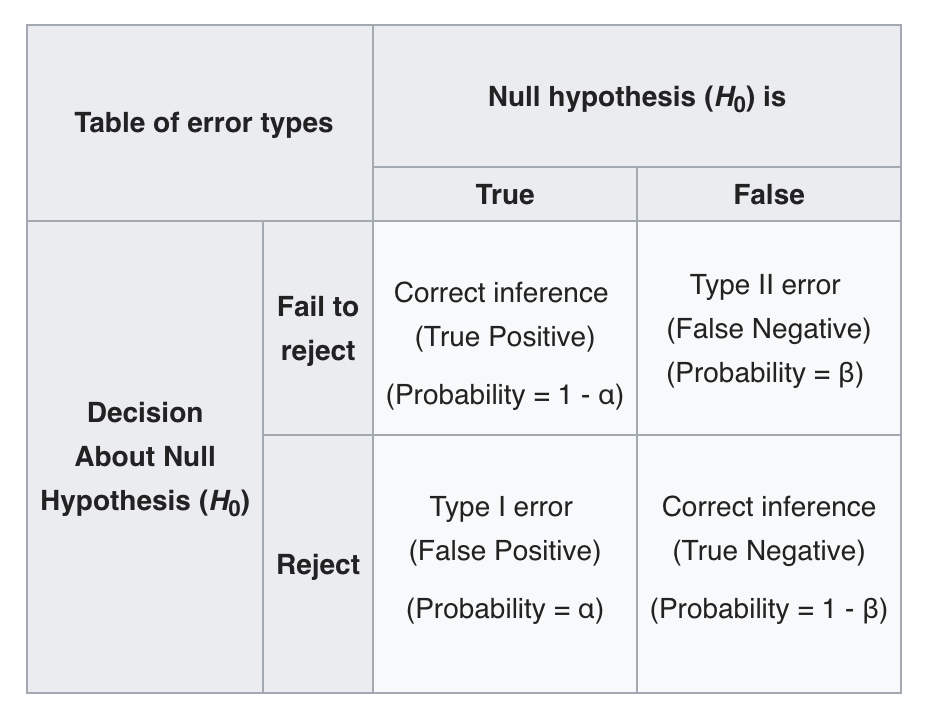 Table of error types
Null hypothesis (H0) is
True
False
Decision
About Null
Hypothesis (H0)
Fail to
reject
Correct inference
(True Positive)
(Probability = 1 - α)
Type II error
(False Negative)
(Probability = β)
Reject
Type I error
(False Positive)
(Probability = α)
Correct inference
(True Negative)
(Probability = 1 - β)